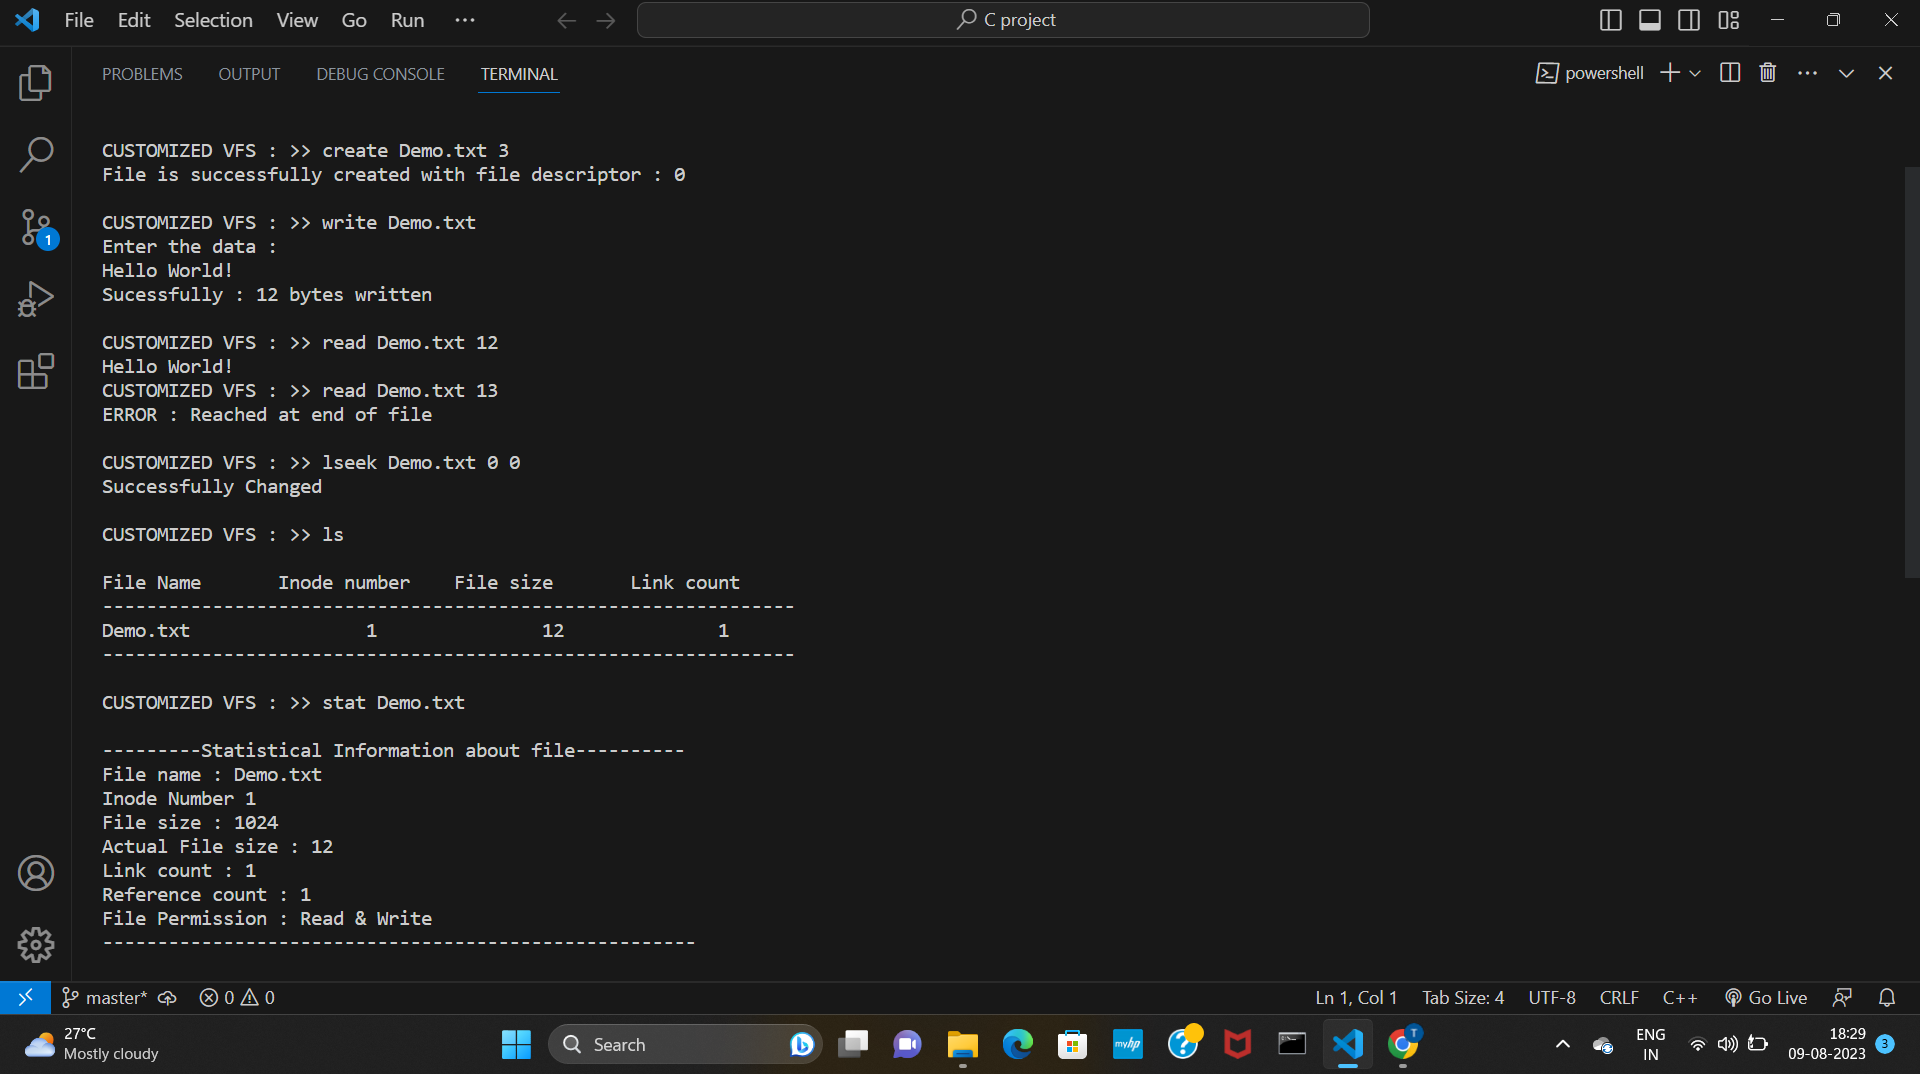 File Edit Selection View Go Run ··· C project
PROBLEMS OUTPUT DEBUG CONSOLE TERMINAL powershell
CUSTOMIZED VFS : >> create Demo.txt 3
File is successfully created with file descriptor : 0
CUSTOMIZED VFS : >> write Demo.txt
Enter the data :
Hello World!
Sucessfully : 12 bytes written
CUSTOMIZED VFS : >> read Demo.txt 12
Hello World!
CUSTOMIZED VFS : >> read Demo.txt 13
ERROR : Reached at end of file
CUSTOMIZED VFS : >> lseek Demo.txt 0 0
Successfully Changed
CUSTOMIZED VFS : >> ls
File Name Inode number File size Link count
---------------------------------------------------------------
Demo.txt 1 12 1
---------------------------------------------------------------
CUSTOMIZED VFS : >> stat Demo.txt
---------Statistical Information about file----------
File name : Demo.txt
Inode Number 1
File size : 1024
Actual File size : 12
Link count : 1
Reference count : 1
File Permission : Read & Write
------------------------------------------------------
1
master* 0 0 Ln 1, Col 1 Tab Size: 4 UTF-8 CRLF C++ Go Live
27°C
Mostly cloudy
Search
myhp
T
ENG
IN
18:29
09-08-2023
3